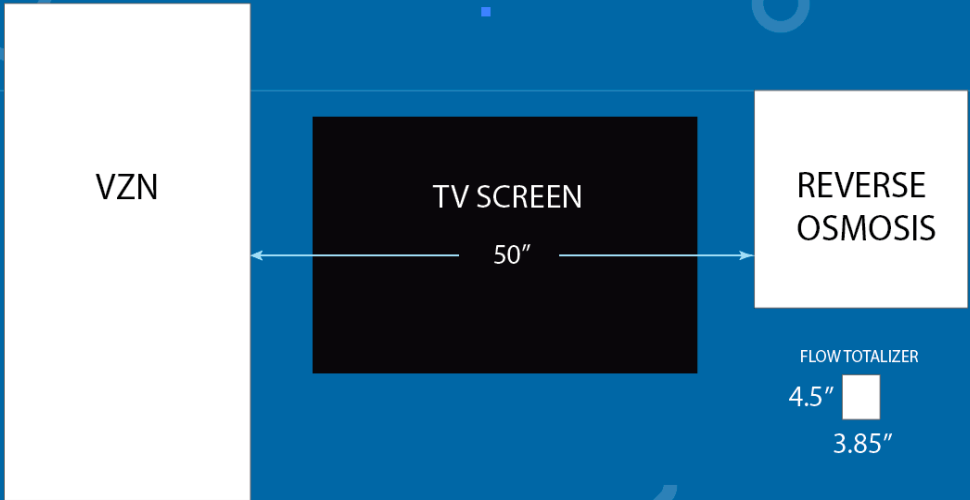 VZN
TV SCREEN
50”
REVERSE
OSMOSIS
FLOW TOTALIZER
4.5”
3.85”